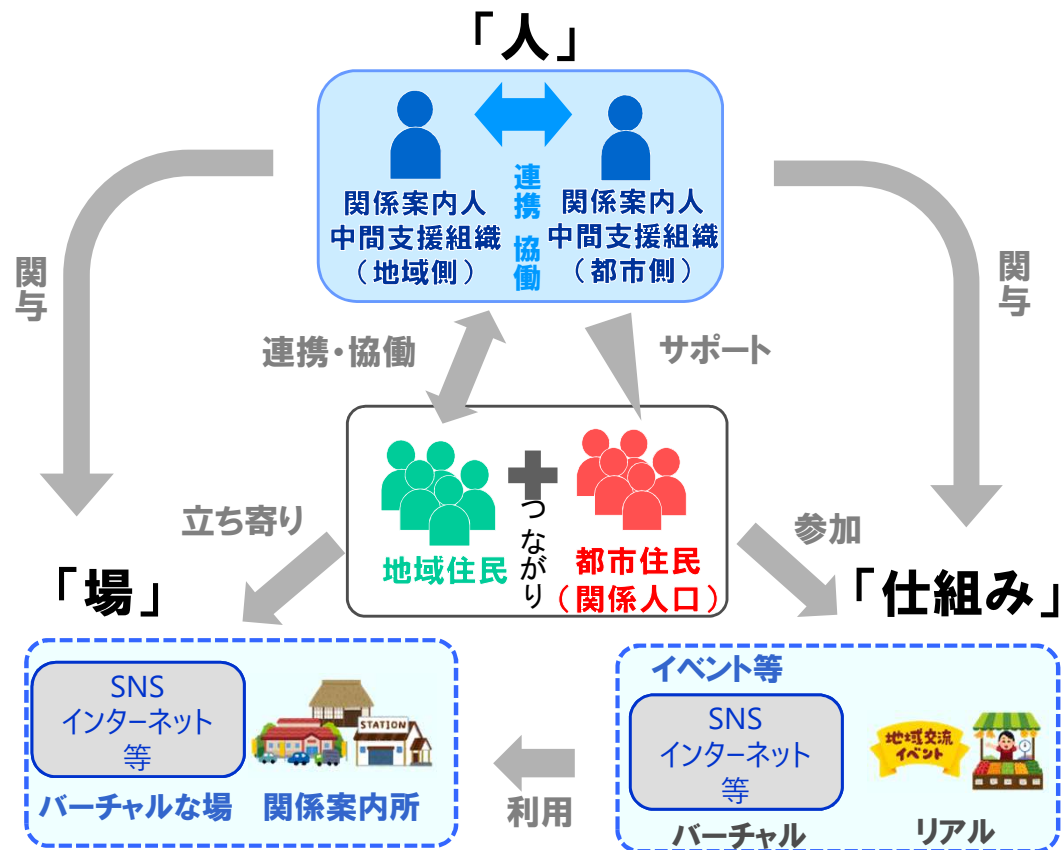 「人」
関係案内人
中間支援組織
（地域側）
連携 協働
関係案内人
中間支援組織
（都市側）
関与
関与
連携・協働
サポート
つながり
地域住民
都市住民
（関係人口）
立ち寄り
参加
「場」
「仕組み」
SNS
インターネット
等
STATION
バーチャルな場
関係案内所
利用
イベント等
SNS
インターネット
等
地域交流
イベント
バーチャル
リアル